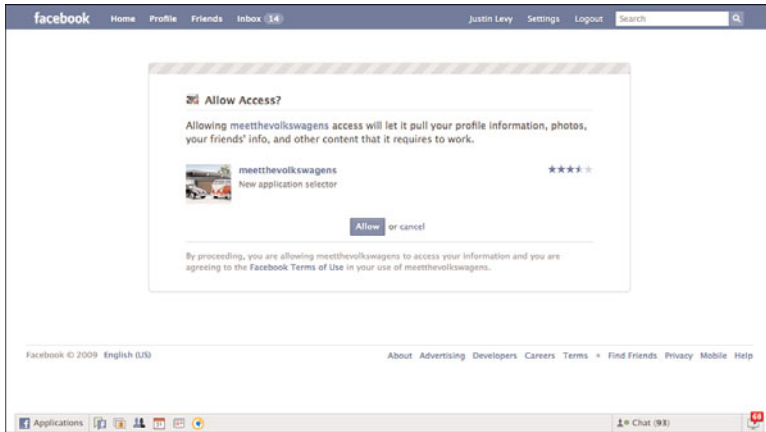 facebook Home Profile Friends Inbox 14 Justin Levy Settings Logout Search
Allow Access?
Allowing meetthevolkswagens access will let it pull your profile information, photos,
your friends' info, and other content that it requires to work.
meetthevolkswagens
New application selector
Allow or cancel
By proceeding, you are allowing meetthevolkswagens to access your information and you are
agreeing to the Facebook Terms of Use in your use of meetthevolkswagens.
Facebook © 2009 English (US) About Advertising Developers Careers Terms • Find Friends Privacy Mobile Help
Applications Chat (93)